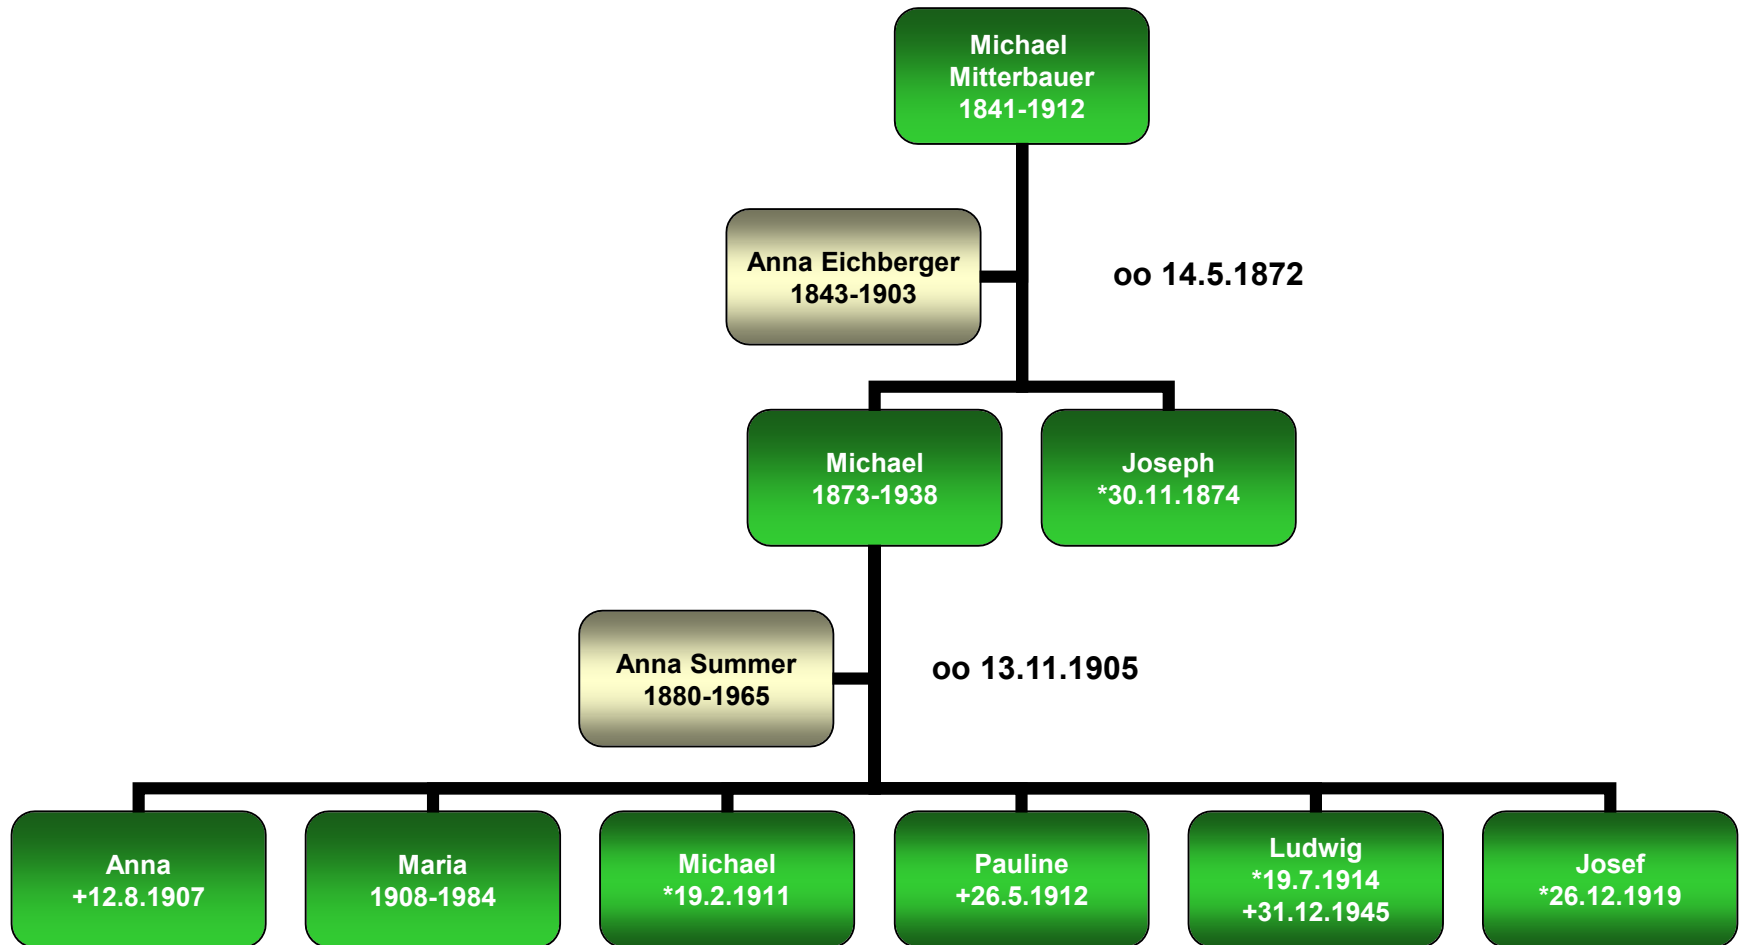 Michael
Mitterbauer
1841-1912
Anna Eichberger
1843-1903
oo 14.5.1872
Michael
1873-1938
Joseph
*30.11.1874
Anna Summer
1880-1965
oo 13.11.1905
Anna
+12.8.1907
Maria
1908-1984
Michael
*19.2.1911
Pauline
+26.5.1912
Ludwig
*19.7.1914
+31.12.1945
Josef
*26.12.1919